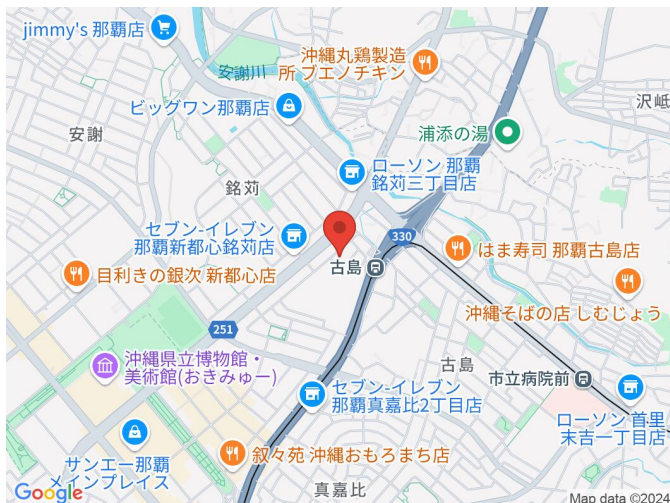 jimmy's 那覇店
安謝川
沖縄丸鶏製造
所 ブエノチキン
沢岻
ビッグワン那覇店
安謝
浦添の湯
ローソン 那覇
銘苅三丁目店
銘苅
セブン-イレブン
那覇新都心銘苅店
330
はま寿司 那覇古島店
古島
目利きの銀次 新都心店
沖縄そばの店 しむじょう
251
沖縄県立博物館・
美術館(おきみゅー)
古島
市立病院前
セブン-イレブン
那覇真嘉比2丁目店
ローソン 首里
末吉一丁目店
サンエー那覇
メインプレイス
叙々苑 沖縄おもろまち店
真嘉比
Google
Map data ©2024